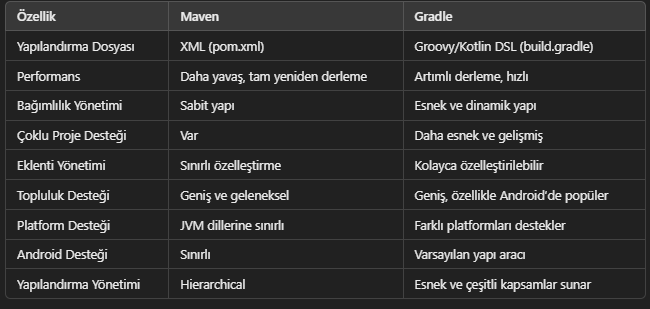 Özellik Maven Gradle
Yapılandırma Dosyası XML (pom.xml) Groovy/Kotlin DSL (build.gradle)
Performans Daha yavaş, tam yeniden derleme Artımlı derleme, hızlı
Bağımlılık Yönetimi Sabit yapı Esnek ve dinamik yapı
Çoklu Proje Desteği Var Daha esnek ve gelişmiş
Eklenti Yönetimi Sınırlı özelleştirme Kolayca özelleştirilebilir
Topluluk Desteği Geniş ve geleneksel Geniş, özellikle Android'de popüler
Platform Desteği JVM dillerine sınırlı Farklı platformları destekler
Android Desteği Sınırlı Varsayılan yapı aracı
Yapılandırma Yönetimi Hierarchical Esnek ve çeşitli kapsamlar sunar